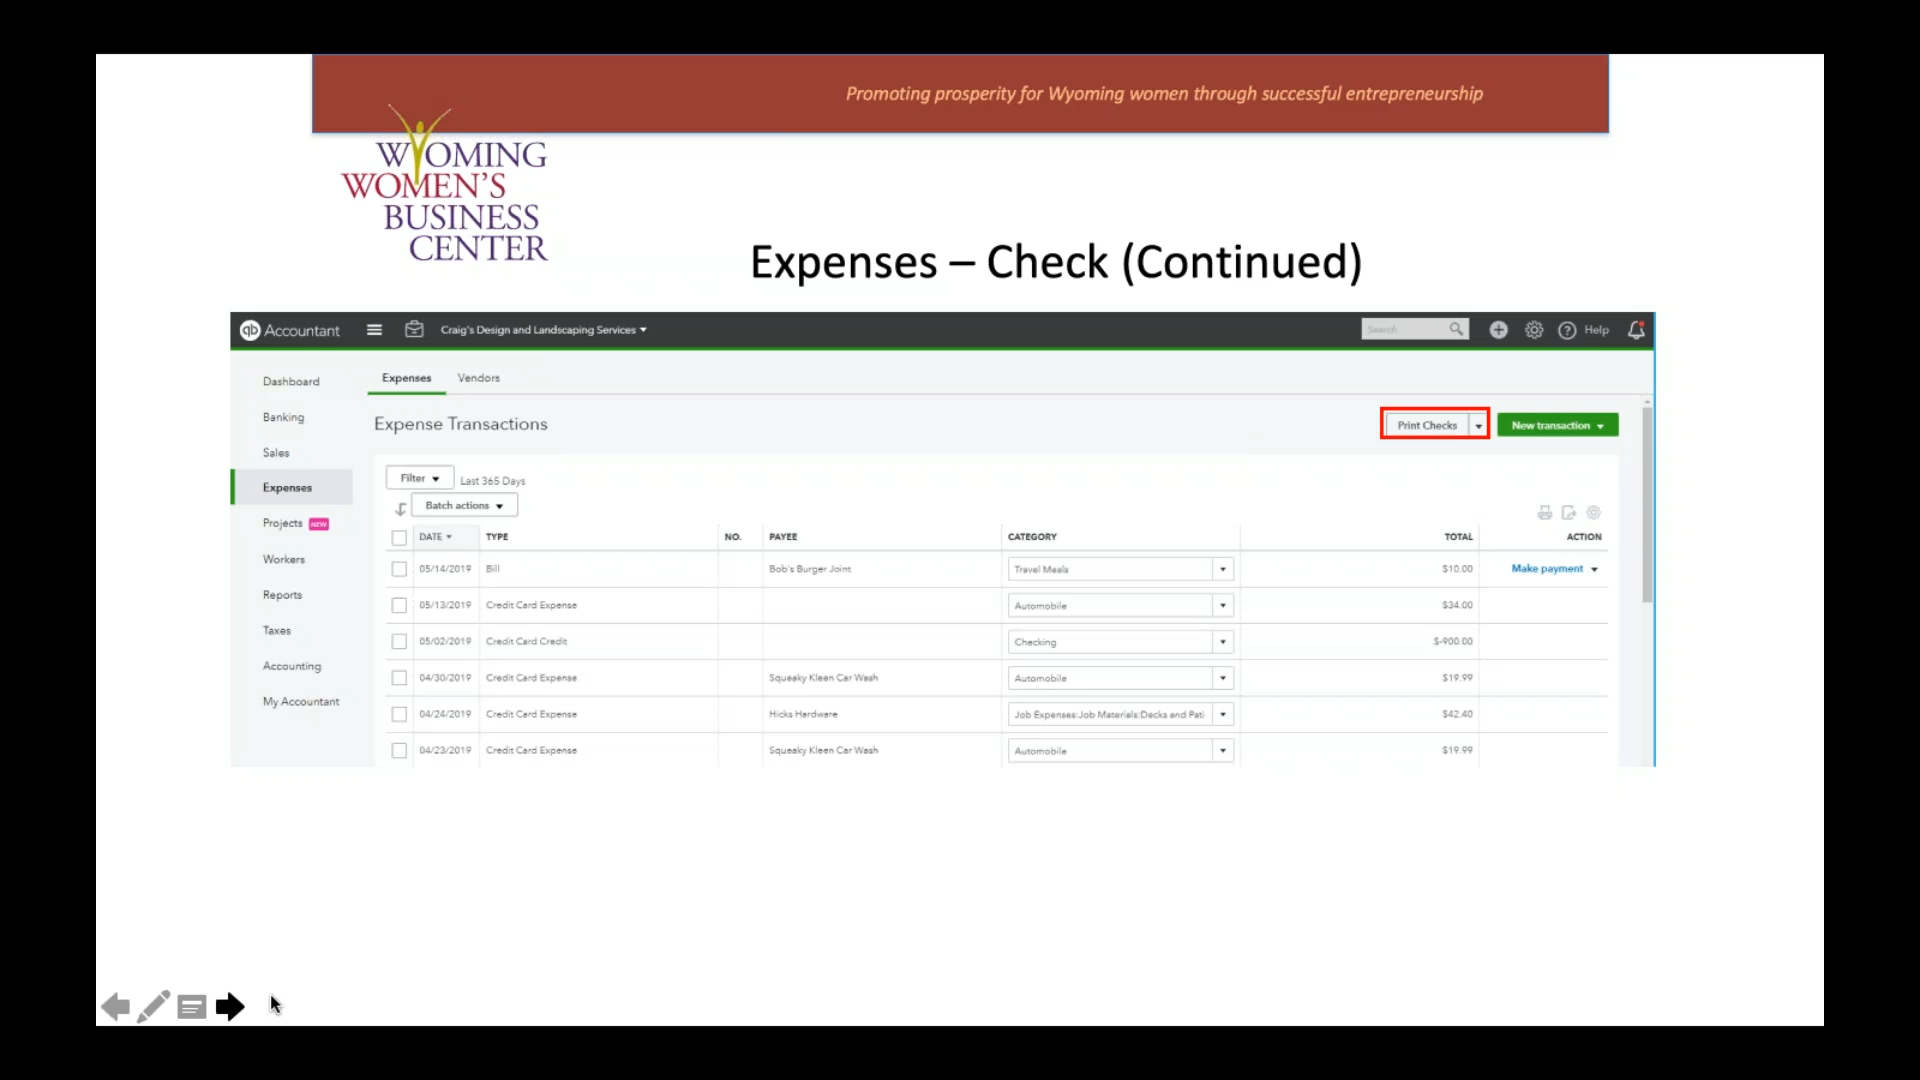 Promoting prosperity for Wyoming women through successful entrepreneurship
WYOMING
WOMEN'S
BUSINESS
CENTER
Expenses – Check (Continued)
qb Accountant Craig's Design and Landscaping Services Search Help
Dashboard
Banking
Sales
Expenses
Projects NEW
Workers
Reports
Taxes
Accounting
My Accountant
Expenses Vendors
Expense Transactions Print Checks New transaction
Filter Last 365 Days
Batch actions
DATE TYPE NO. PAYEE CATEGORY TOTAL ACTION
05/14/2019 Bill Bob's Burger Joint Travel Meals $10.00 Make payment
05/13/2019 Credit Card Expense Automobile $34.00
05/02/2019 Credit Card Credit Checking $-900.00
04/30/2019 Credit Card Expense Squeaky Kleen Car Wash Automobile $19.99
04/24/2019 Credit Card Expense Hicks Hardware Job Expenses:Job Materials:Decks and Pati $42.40
04/23/2019 Credit Card Expense Squeaky Kleen Car Wash Automobile $19.99